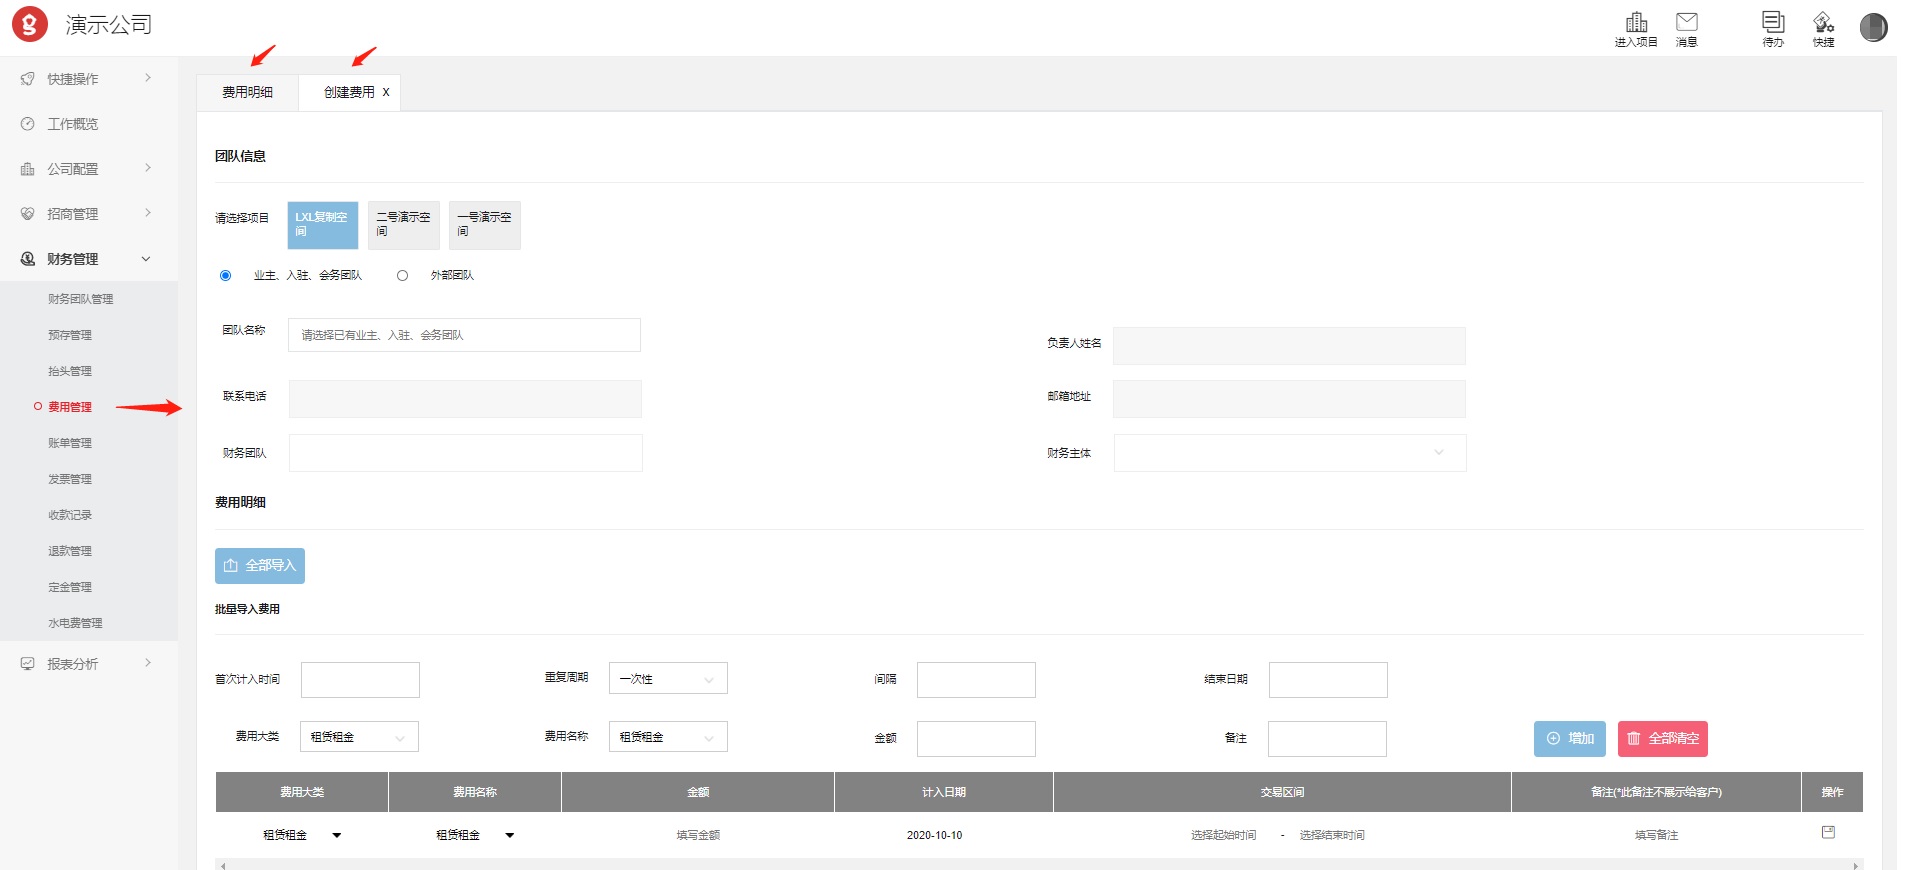 演示公司
进入项目
消息
待办
快捷
快捷操作
工作概览
公司配置
招商管理
财务管理
财务团队管理
预存管理
抬头管理
费用管理
账单管理
发票管理
收款记录
退款管理
定金管理
水电费管理
报表分析
费用明细
创建费用 X
团队信息
请选择项目
LXL复制空
间
二号演示空
间
一号演示空
间
业主、入驻、会务团队
外部团队
团队名称
请选择已有业主、入驻、会务团队
负责人姓名
联系电话
邮箱地址
财务团队
财务主体
费用明细
全部导入
批量导入费用
首次计入时间
重复周期
一次性
间隔
结束日期
费用大类
租赁租金
费用名称
租赁租金
金额
备注
增加
全部清空
费用大类
费用名称
金额
计入日期
交易区间
备注(*此备注不展示给客户)
操作
租赁租金
租赁租金
填写金额
2020-10-10
选择起始时间 - 选择结束时间
填写备注